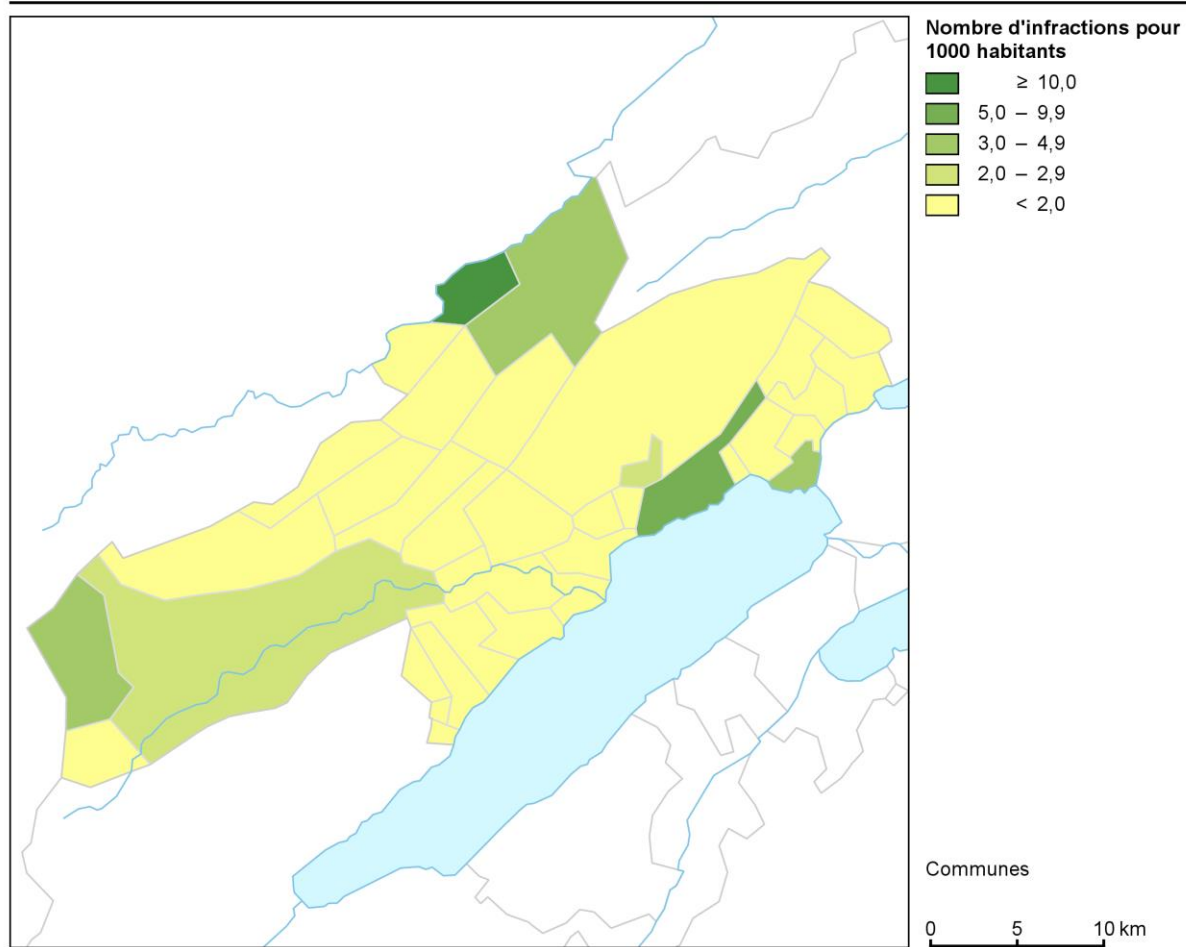 Nombre d'infractions pour
1000 habitants
≥ 10,0
5,0 – 9,9
3,0 – 4,9
2,0 – 2,9
< 2,0
Communes
0 5 10 km